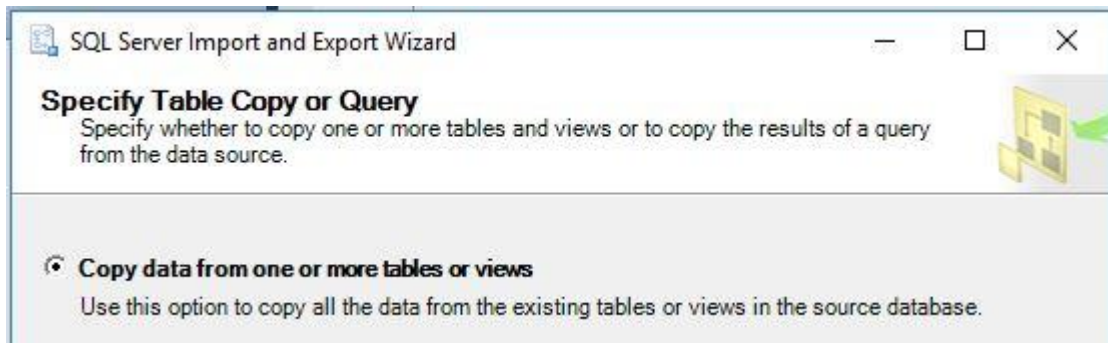 SQL Server Import and Export Wizard
Specify Table Copy or Query
Specify whether to copy one or more tables and views or to copy the results of a query
from the data source.
Copy data from one or more tables or views
Use this option to copy all the data from the existing tables or views in the source database.